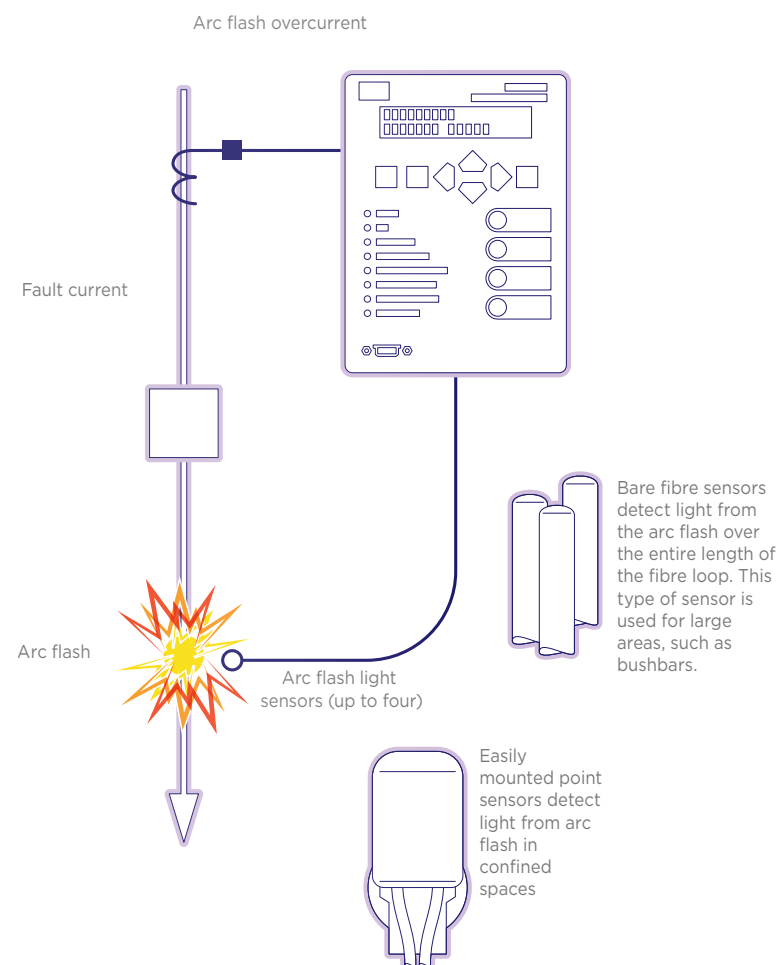 Arc flash overcurrent
Fault current
Bare fibre sensors
detect light from
the arc flash over
the entire length of
the fibre loop. This
type of sensor is
used for large
areas, such as
bushbars.
Arc flash
Arc flash light
sensors (up to four)
Easily
mounted point
sensors detect
light from arc
flash in
confined
spaces